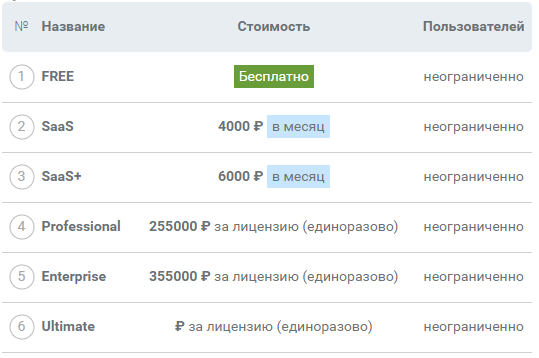 № Название Стоимость Пользователей
1 FREE Бесплатно неограниченно
2 SaaS 4000 ₽ в месяц неограниченно
3 SaaS+ 6000 ₽ в месяц неограниченно
4 Professional 255000 ₽ за лицензию (единоразово) неограниченно
5 Enterprise 355000 ₽ за лицензию (единоразово) неограниченно
6 Ultimate ₽ за лицензию (единоразово) неограниченно